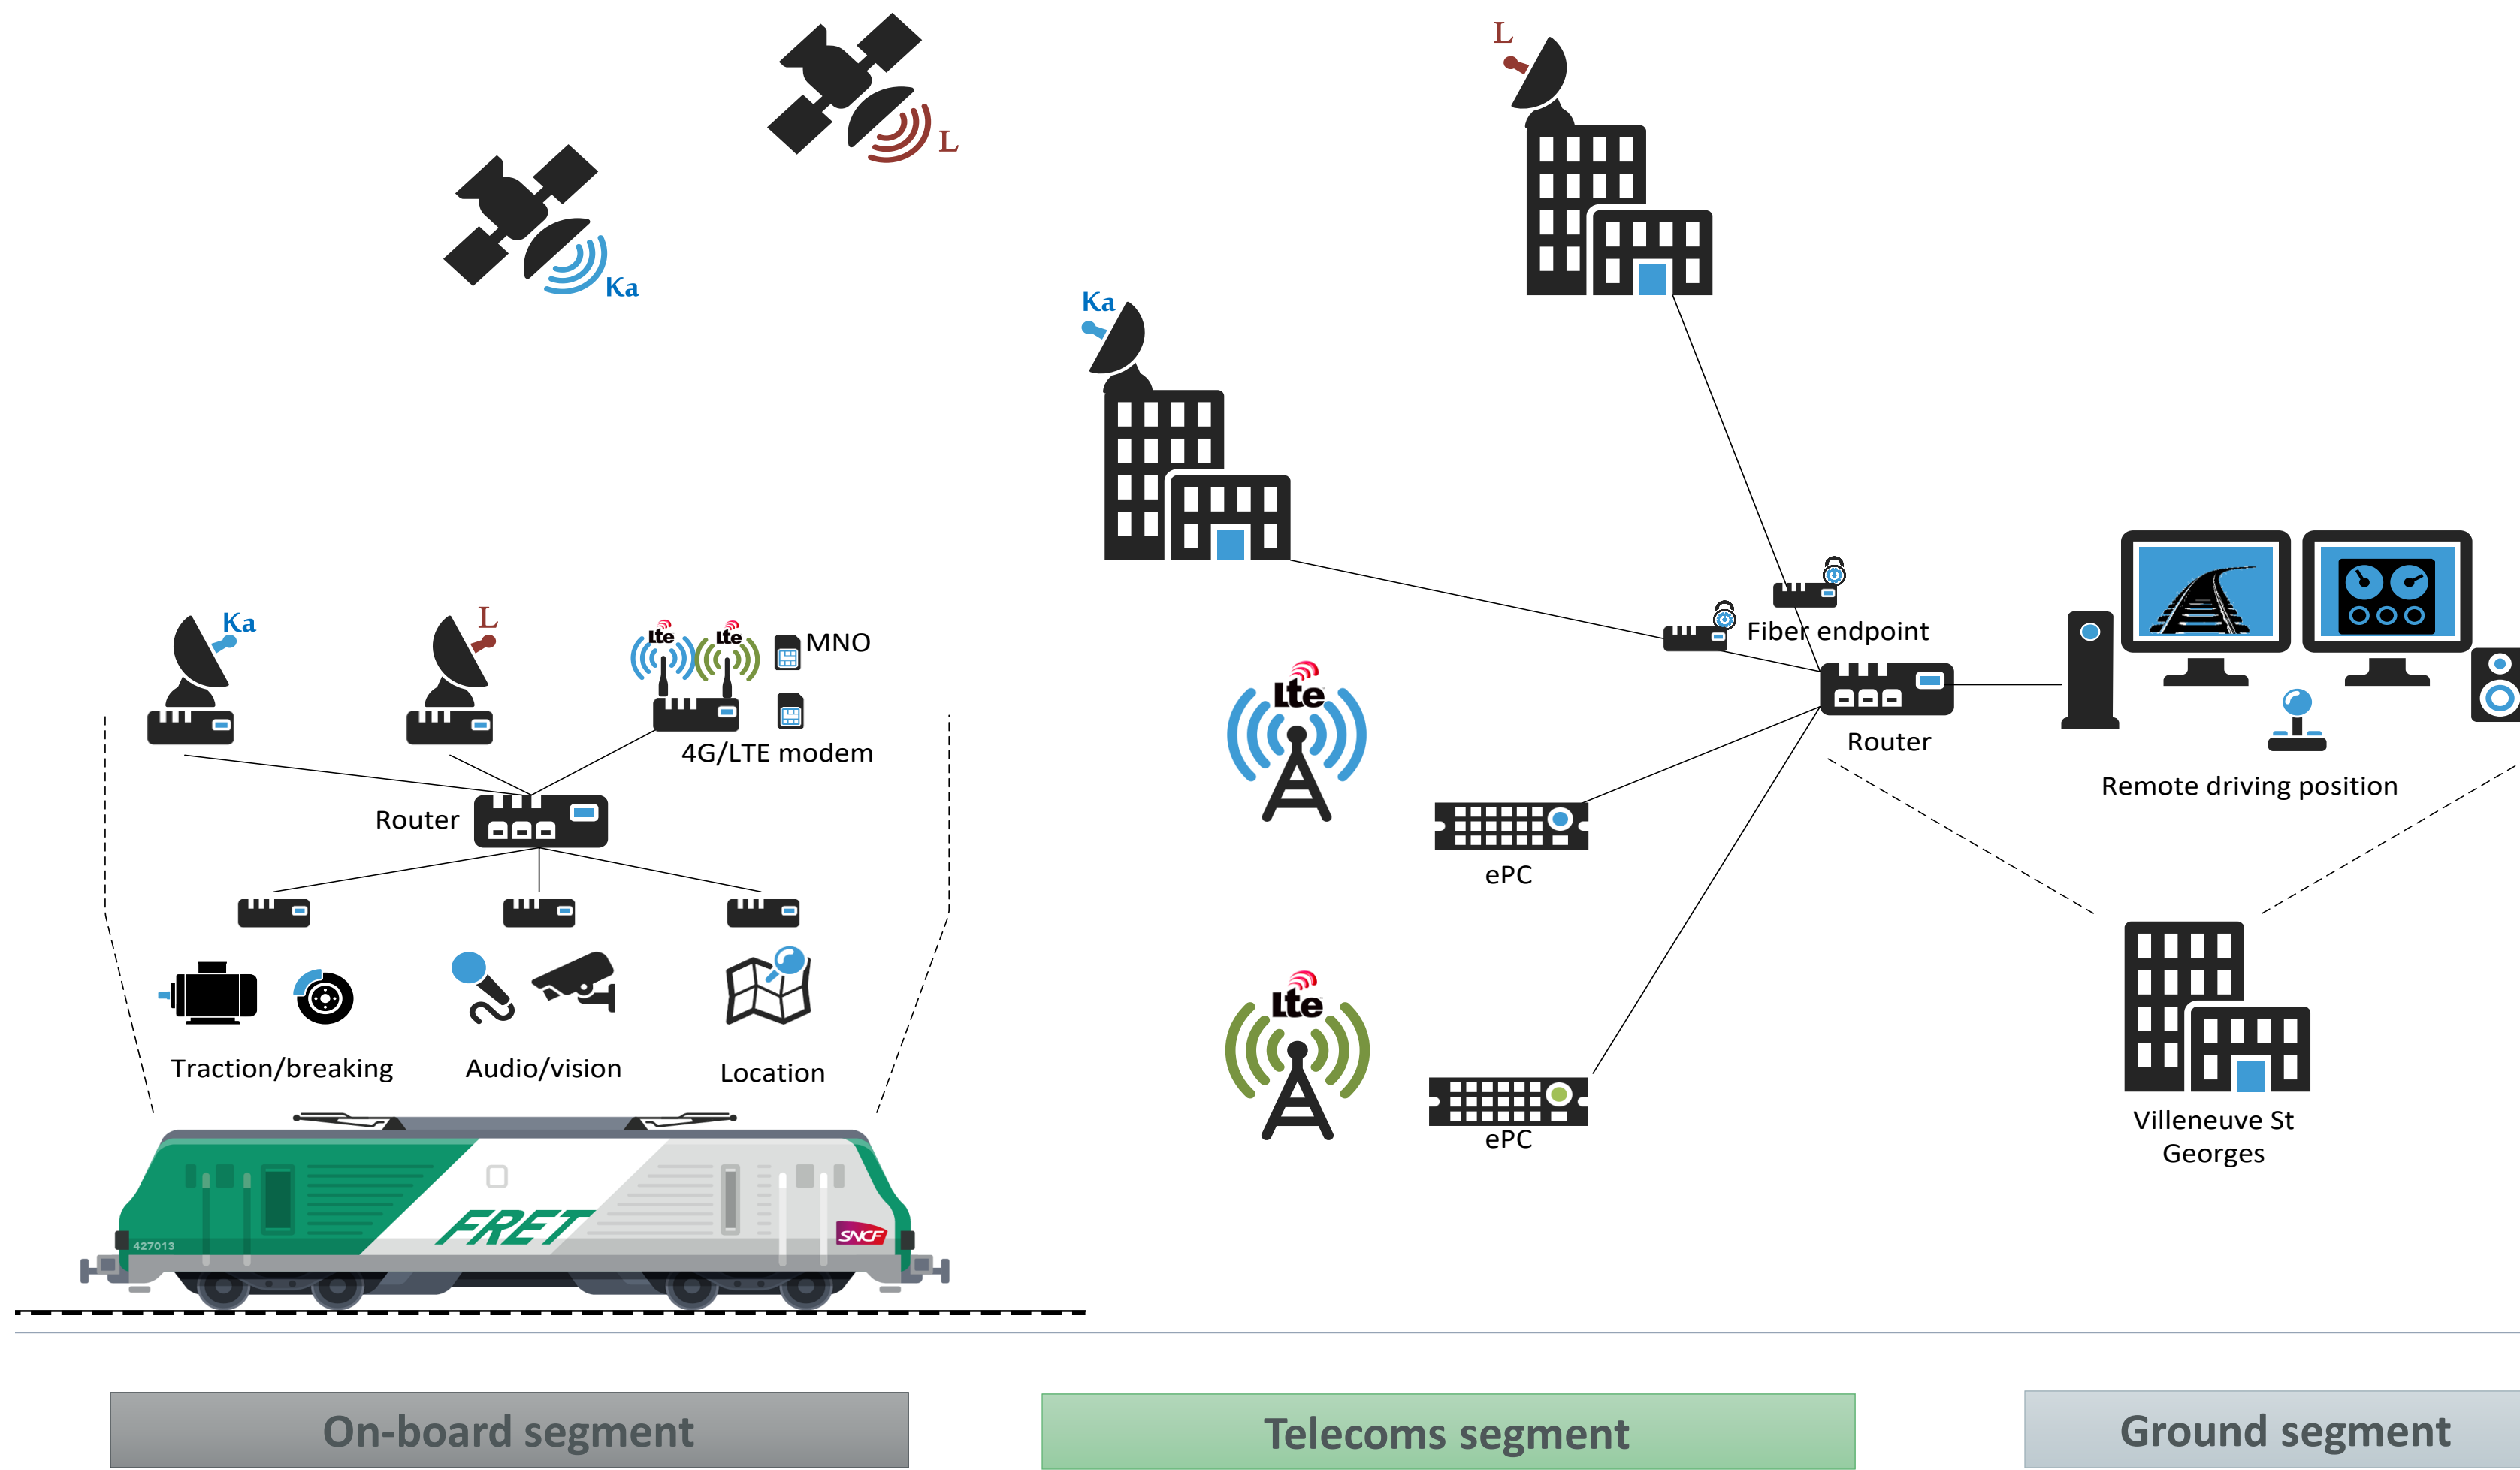 L
L
Ka
Ka
Ka
L
Lte
Lte
MNO
4G/LTE modem
Router
Traction/breaking
Audio/vision
Location
FRET
SNCF
427013
Lte
ePC
Lte
ePC
Fiber endpoint
Router
Remote driving position
Villeneuve St
Georges
On-board segment
Telecoms segment
Ground segment